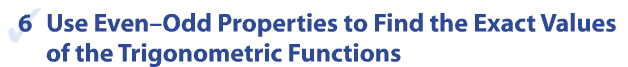 6 Use Even–Odd Properties to Find the Exact Values
of the Trigonometric Functions